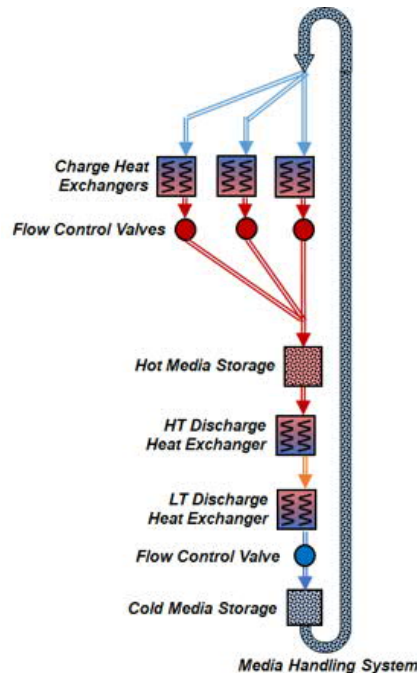 Charge Heat
Exchangers
Flow Control Valves
Hot Media Storage
HT Discharge
Heat Exchanger
LT Discharge
Heat Exchanger
Flow Control Valve
Cold Media Storage
Media Handling System